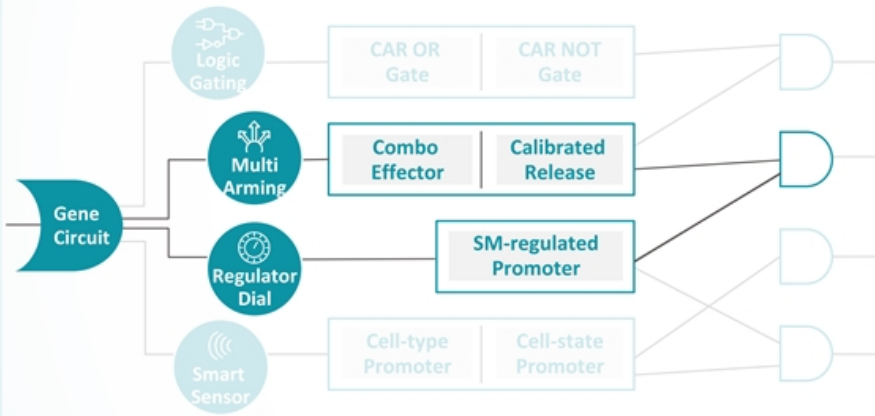 Logic
Gating
CAR OR
Gate
CAR NOT
Gate
Multi
Arming
Combo
Effector
Calibrated
Release
Gene
Circuit
Regulator
Dial
SM-regulated
Promoter
Smart
Sensor
Cell-type
Promoter
Cell-state
Promoter